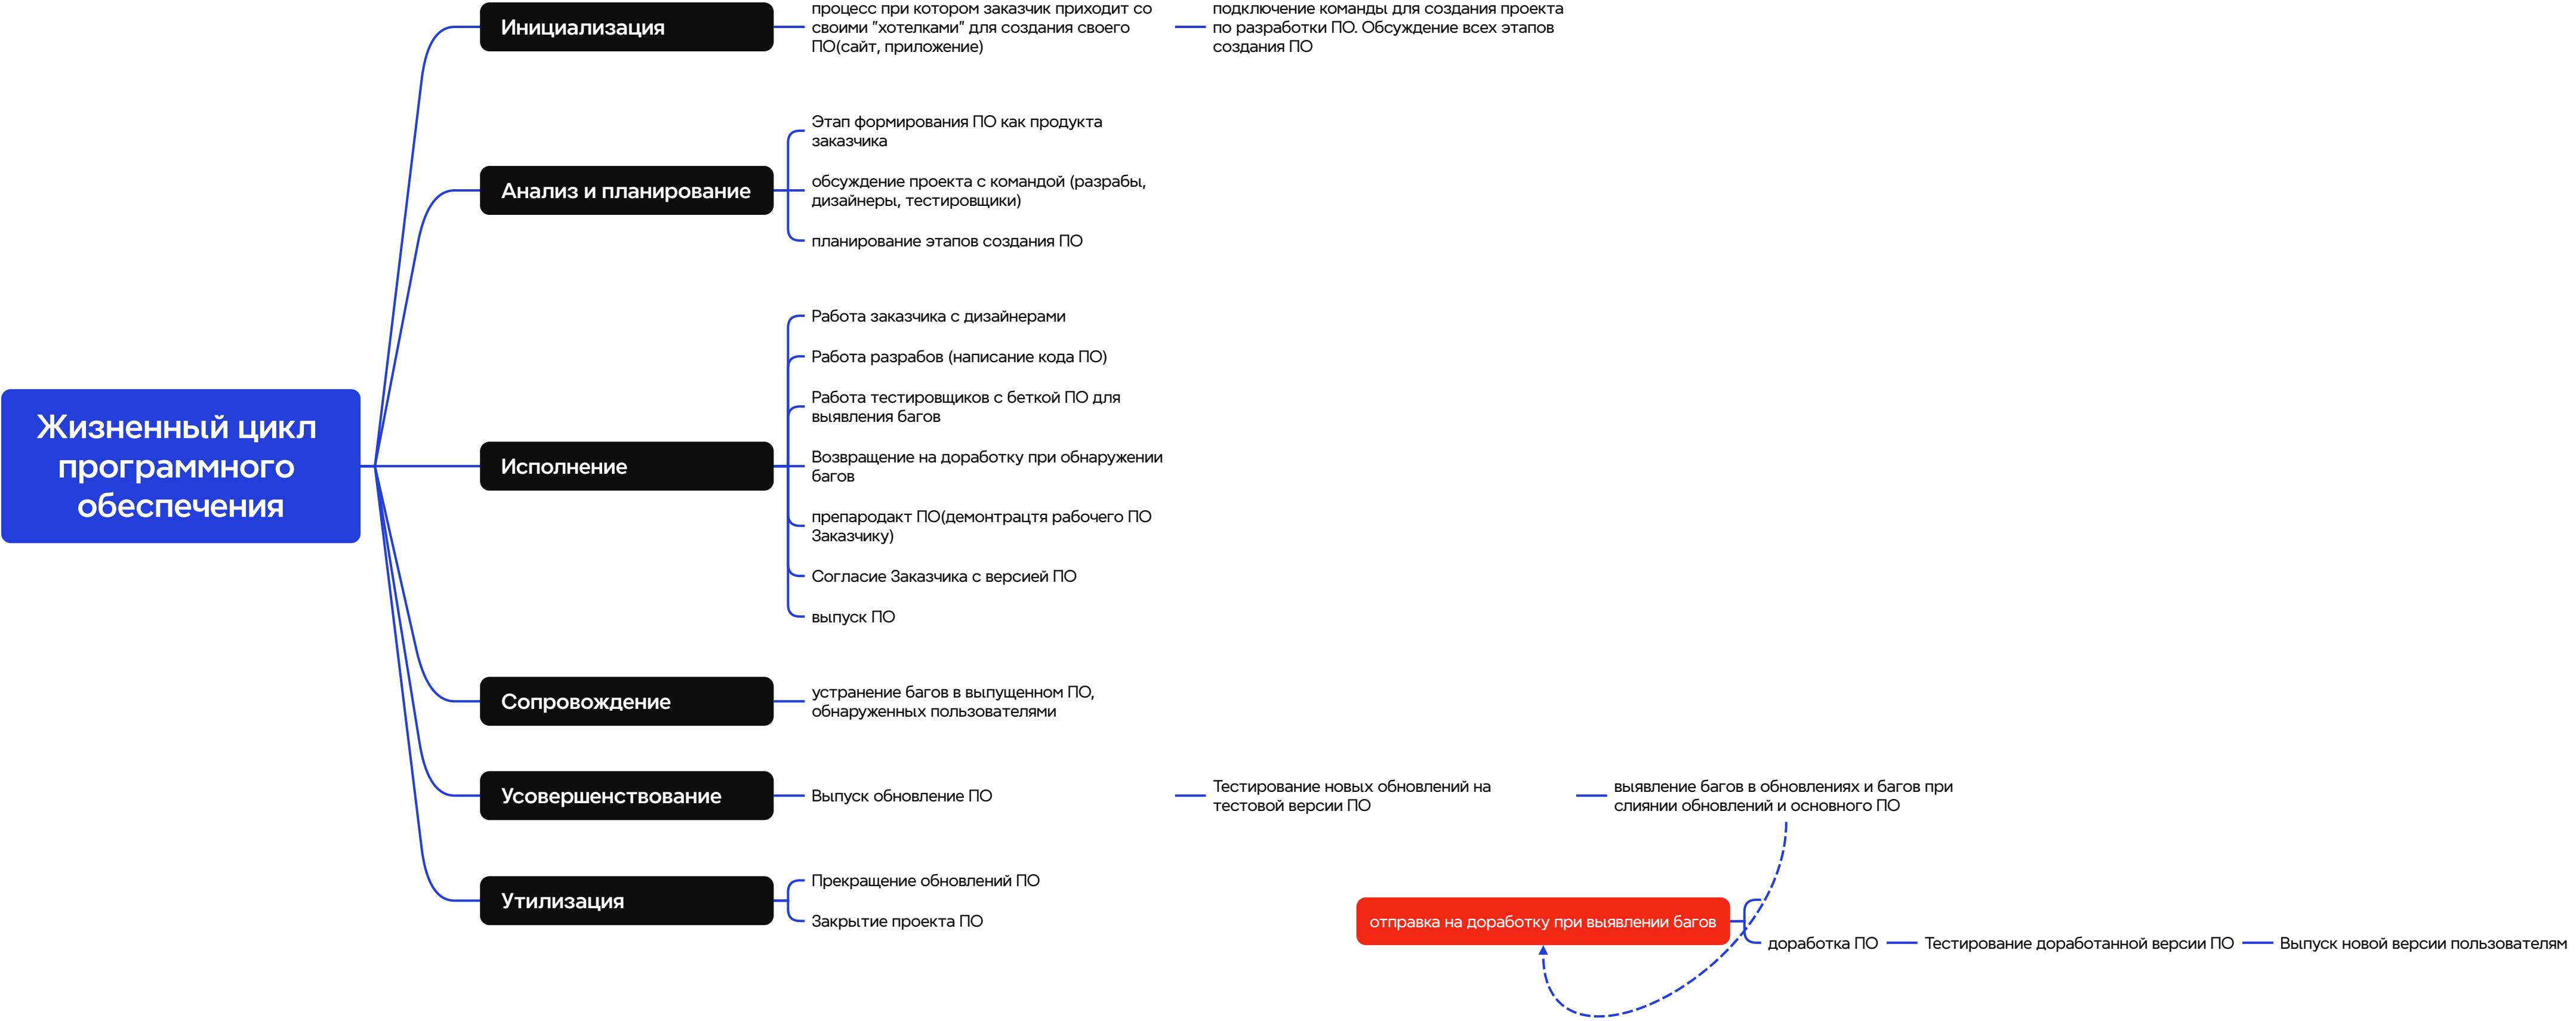 Жизненный цикл
программного
обеспечения
Инициализация
процесс при котором заказчик приходит со
своими "хотелками" для создания своего
ПО(сайт, приложение)
подключение команды для создания проекта
по разработки ПО. Обсуждение всех этапов
создания ПО
Анализ и планирование
Этап формирования ПО как продукта
заказчика
обсуждение проекта с командой (разрабы,
дизайнеры, тестировщики)
планирование этапов создания ПО
Исполнение
Работа заказчика с дизайнерами
Работа разрабов (написание кода ПО)
Работа тестировщиков с беткой ПО для
выявления багов
Возвращение на доработку при обнаружении
багов
препародакт ПО(демонтрацтя рабочего ПО
Заказчику)
Согласие Заказчика с версией ПО
выпуск ПО
Сопровождение
устранение багов в выпущенном ПО,
обнаруженных пользователями
Усовершенствование
Выпуск обновление ПО
Тестирование новых обновлений на
тестовой версии ПО
выявление багов в обновлениях и багов при
слиянии обновлений и основного ПО
Утилизация
Прекращение обновлений ПО
Закрытие проекта ПО
отправка на доработку при выявлении багов
доработка ПО
Тестирование доработанной версии ПО
Выпуск новой версии пользователям